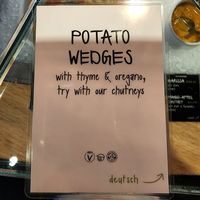 POTATO
WEDGES
with thyme & oregano,
try with our chutneys
V
deutsch